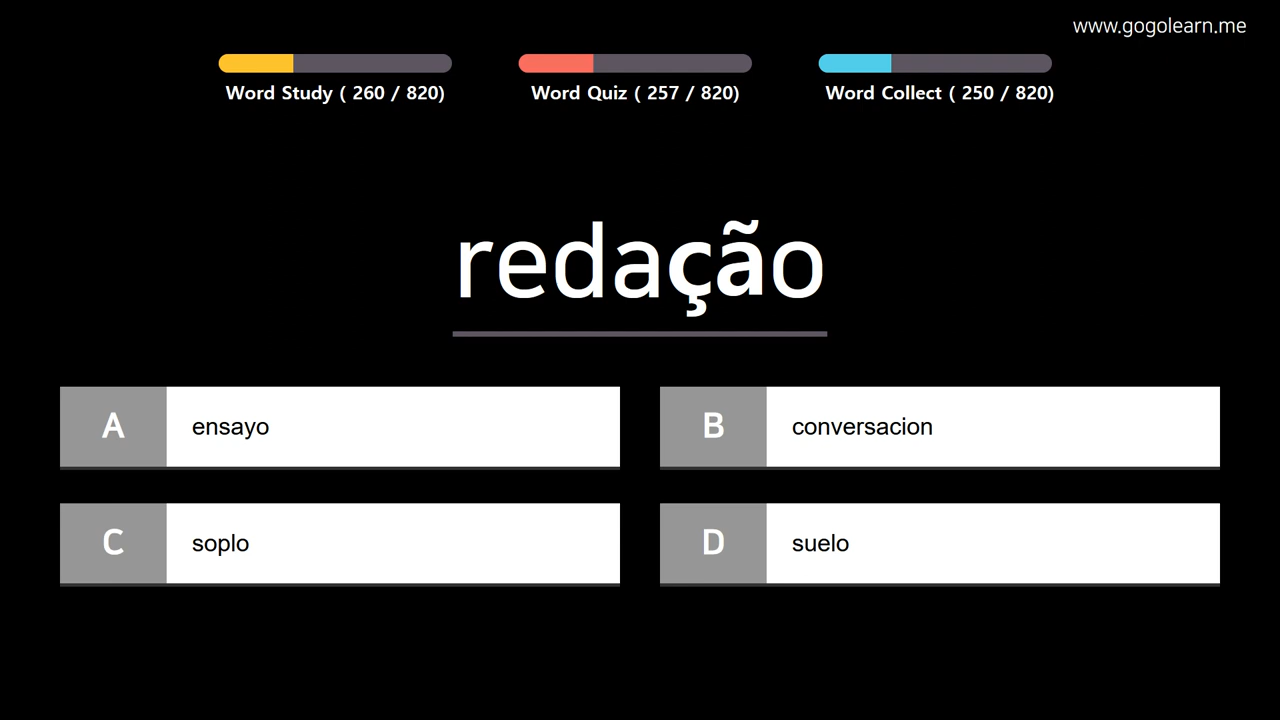 www.gogolearn.me
Word Study ( 260 / 820)
Word Quiz ( 257 / 820)
Word Collect ( 250 / 820)
redação
A ensayo
B conversacion
C soplo
D suelo